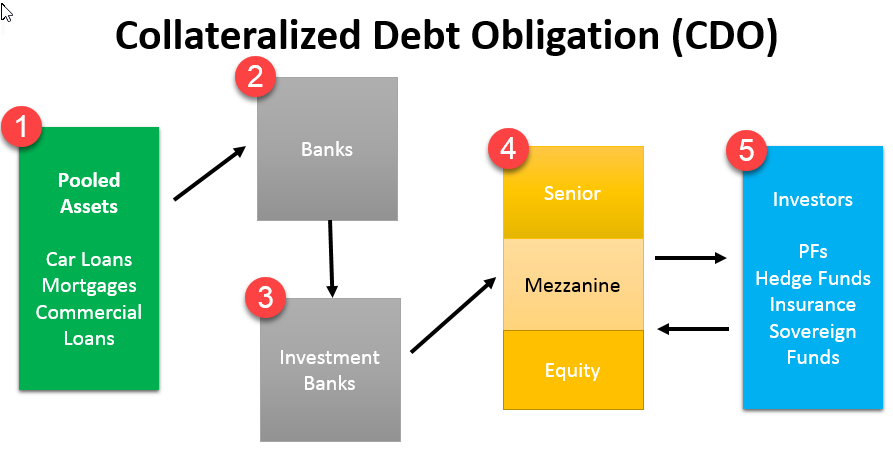 Collateralized Debt Obligation (CDO)
1
Pooled
Assets
Car Loans
Mortgages
Commercial
Loans
2
Banks
3
Investment
Banks
4
Senior
Mezzanine
Equity
5
Investors
PFs
Hedge Funds
Insurance
Sovereign
Funds